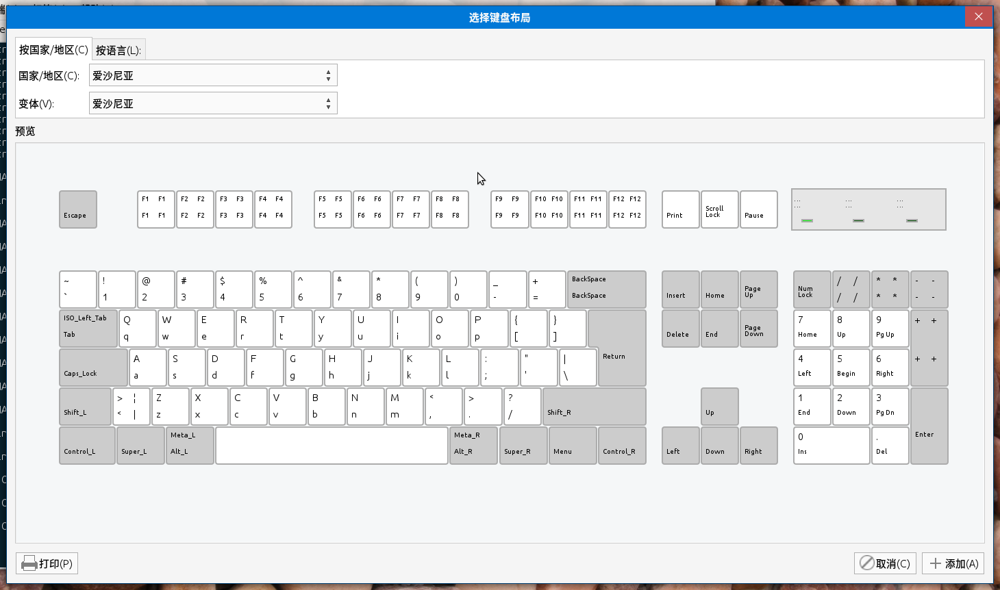 选择键盘布局
按国家/地区(C) 按语言(L):
国家/地区(C): 爱沙尼亚
变体(V): 爱沙尼亚
预览
F1 F1 F2 F2 F3 F3 F4 F4 F5 F5 F6 F6 F7 F7 F8 F8 F9 F9 F10 F10 F11 F11 F12 F12
Escape F1 F1 F2 F2 F3 F3 F4 F4 F5 F5 F6 F6 F7 F7 F8 F8 F9 F9 F10 F10 F11 F11 F12 F12 Print Scroll Lock Pause
~ ! @ # $ % ^ & * ( ) _ + BackSpace / / * * - -
` 1 2 3 4 5 6 7 8 9 0 - = BackSpace Insert Home Page Up Num Lock / / * * - -
ISO_Left_Tab Q W E R T Y U I O P { } 7 8 9 + +
Tab q w e r t y u i o p [ ] Delete End Page Down Home Up Pg Up
A S D F G H J K L : " | Return 4 5 6 + +
Caps_Lock a s d f g h j k l ; ' \ Left Begin Right
> ¦ Z X C V B N M < > ? 1 2 3
Shift_L < | z x c v b n m , . / Shift_R Up End Down Pg Dn
Meta_L Meta_R 0 . Enter
Control_L Super_L Alt_L Alt_R Super_R Menu Control_R Left Down Right Ins Del
打印(P) 取消(C) 添加(A)